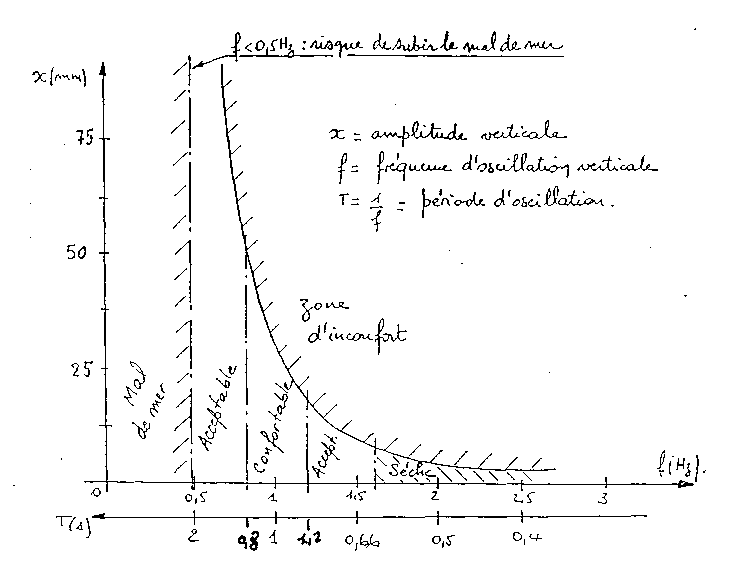 f<0,5Hz : risque de subir le mal de mer
x(mm)
75
x = amplitude verticale
f = fréquence d'oscillation verticale
T = 1/f = période d'oscillation.
50
zone
d'inconfort
25
Mal
de mer
Acceptable
Confortable
Accept.
Sèche
f(Hz).
0
0,5
1
1,5
2
2,5
3
T(s)
2
0,8
1
1,2
0,66
0,5
0,4